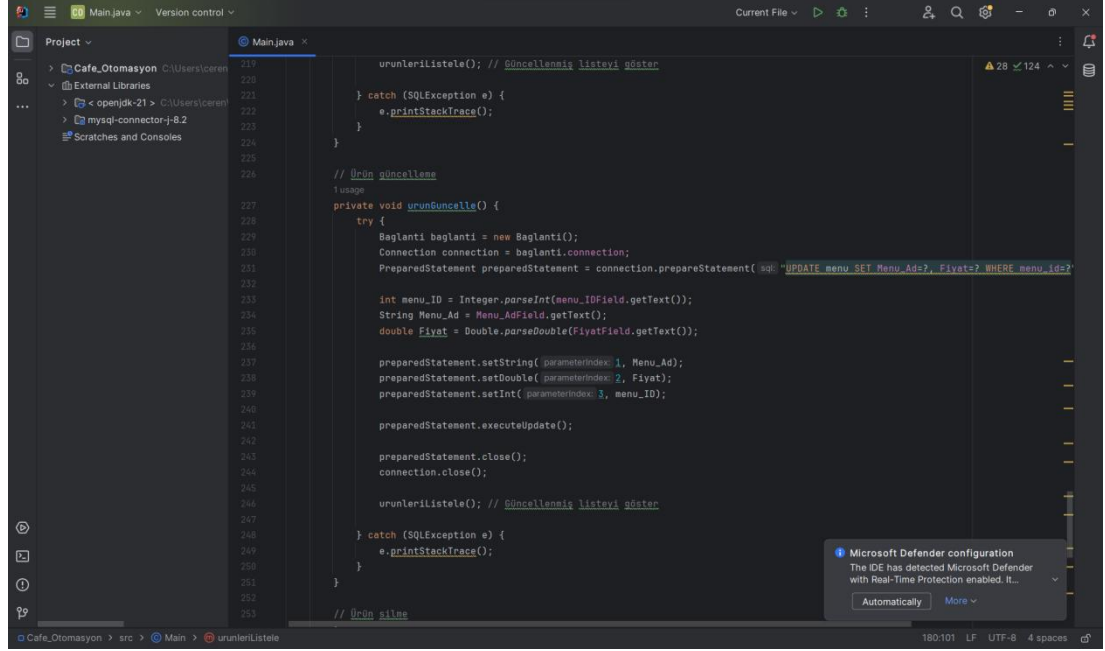 Main.java Version control Current File
Project
Main.java
Cafe_Otomasyon C:\Users\ceren
External Libraries
< openjdk-21 > C:\Users\ceren\
mysql-connector-j-8.2
Scratches and Consoles
28 124
219 urunleriListele(); // Güncellenmiş listeyi göster
220
221 } catch (SQLException e) {
222 e.printStackTrace();
223 }
224 }
225
226 // Ürün güncelleme
1 usage
227 private void urunGuncelle() {
228 try {
229 Baglanti baglanti = new Baglanti();
230 Connection connection = baglanti.connection;
231 PreparedStatement preparedStatement = connection.prepareStatement( sql: "UPDATE menu SET Menu_Ad=?, Fiyat=? WHERE menu_id=?"
232
233 int menu_ID = Integer.parseInt(menu_IDField.getText());
234 String Menu_Ad = Menu_AdField.getText();
235 double Fiyat = Double.parseDouble(FiyatField.getText());
236
237 preparedStatement.setString( parameterIndex: 1, Menu_Ad);
238 preparedStatement.setDouble( parameterIndex: 2, Fiyat);
239 preparedStatement.setInt( parameterIndex: 3, menu_ID);
240
241 preparedStatement.executeUpdate();
242
243 preparedStatement.close();
244 connection.close();
245
246 urunleriListele(); // Güncellenmiş listeyi göster
247
248 } catch (SQLException e) {
249 e.printStackTrace();
250 }
251 }
252
253 // Ürün silme
Microsoft Defender configuration
The IDE has detected Microsoft Defender
with Real-Time Protection enabled. It...
Automatically More
Cafe_Otomasyon > src > Main > urunleriListele 180:101 LF UTF-8 4 spaces